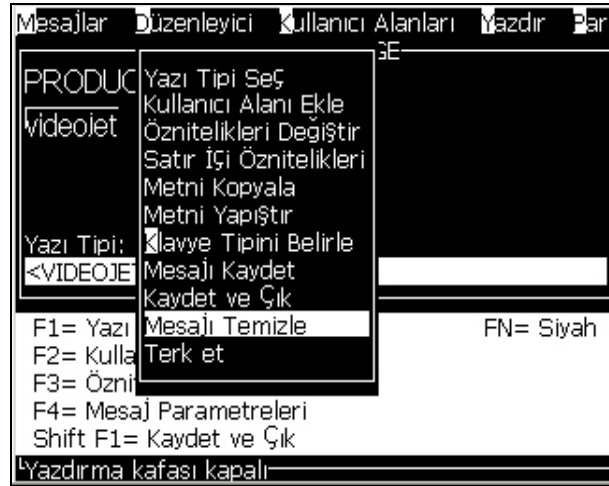 Mesajlar Düzenleyici Kullanıcı Alanları Yazdır Par
GE
PRODUC
videojet
Yazı Tipi Seç
Kullanıcı Alanı Ekle
Öznitelikleri Değiştir
Satır İçi Öznitelikleri
Metni Kopyala
Metni Yapıştır
Klavye Tipini Belirle
Mesajı Kaydet
Kaydet ve Çık
Mesajı Temizle
Terk et
Yazı Tipi:
<VIDEOJET
F1= Yazı
FN= Siyah
F2= Kulla
F3= Özni
F4= Mesaj Parametreleri
Shift F1= Kaydet ve Çık
Yazdırma kafası kapalı